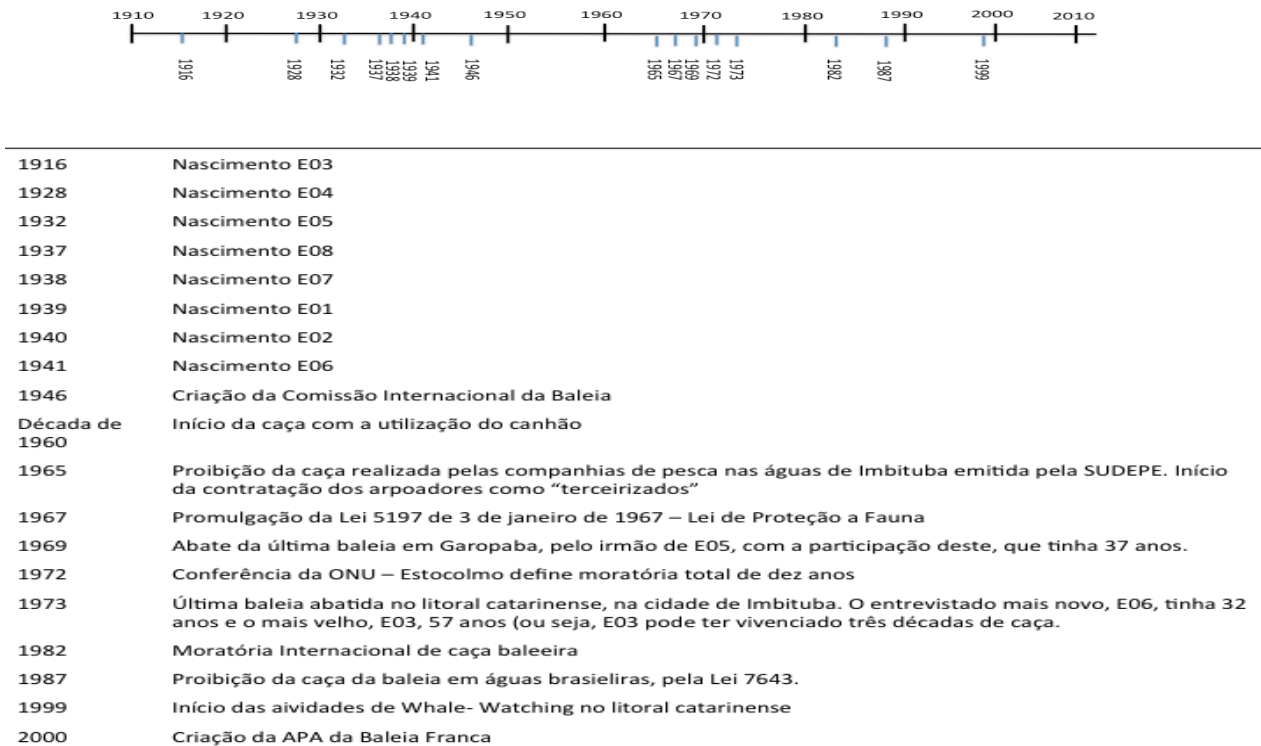 1910 1920 1930 1940 1950 1960 1970 1980 1990 2000 2010
1916 1928 1932 1937 1938 1939 1941 1946 1965 1967 1969 1972 1973 1982 1987 1999
1916 Nascimento E03
1928 Nascimento E04
1932 Nascimento E05
1937 Nascimento E08
1938 Nascimento E07
1939 Nascimento E01
1940 Nascimento E02
1941 Nascimento E06
1946 Criação da Comissão Internacional da Baleia
Década de Início da caça com a utilização do canhão
1960
1965 Proibição da caça realizada pelas companhias de pesca nas águas de Imbituba emitida pela SUDEPE. Início
da contratação dos arpoadores como “terceirizados”
1967 Promulgação da Lei 5197 de 3 de janeiro de 1967 – Lei de Proteção a Fauna
1969 Abate da última baleia em Garopaba, pelo irmão de E05, com a participação deste, que tinha 37 anos.
1972 Conferência da ONU – Estocolmo define moratória total de dez anos
1973 Última baleia abatida no litoral catarinense, na cidade de Imbituba. O entrevistado mais novo, E06, tinha 32
anos e o mais velho, E03, 57 anos (ou seja, E03 pode ter vivenciado três décadas de caça.
1982 Moratória Internacional de caça baleeira
1987 Proibição da caça da baleia em águas brasieliras, pela Lei 7643.
1999 Início das aividades de Whale- Watching no litoral catarinense
2000 Criação da APA da Baleia Franca